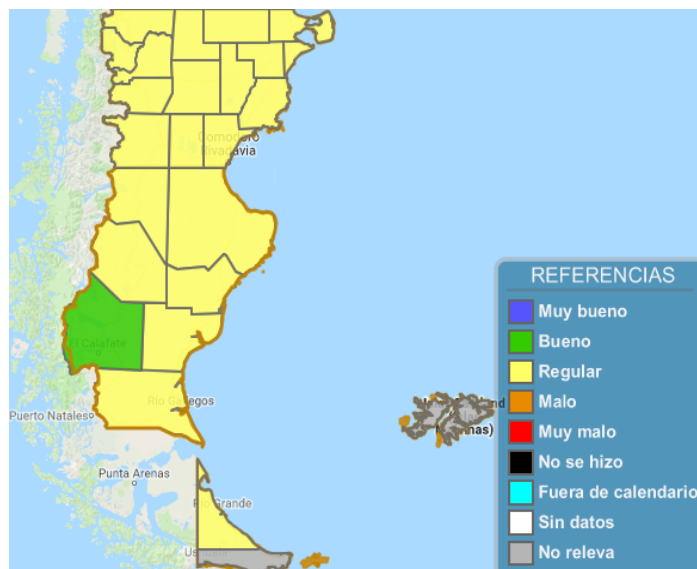 Comodoro
Rivadavia
REFERENCIAS
Muy bueno
Bueno
El Calafate
Regular
Malo
Río Gallegos
Puerto Natales
Muy malo
No se hizo
Punta Arenas
Fuera de calendario
Río Grande
Sin datos
No releva